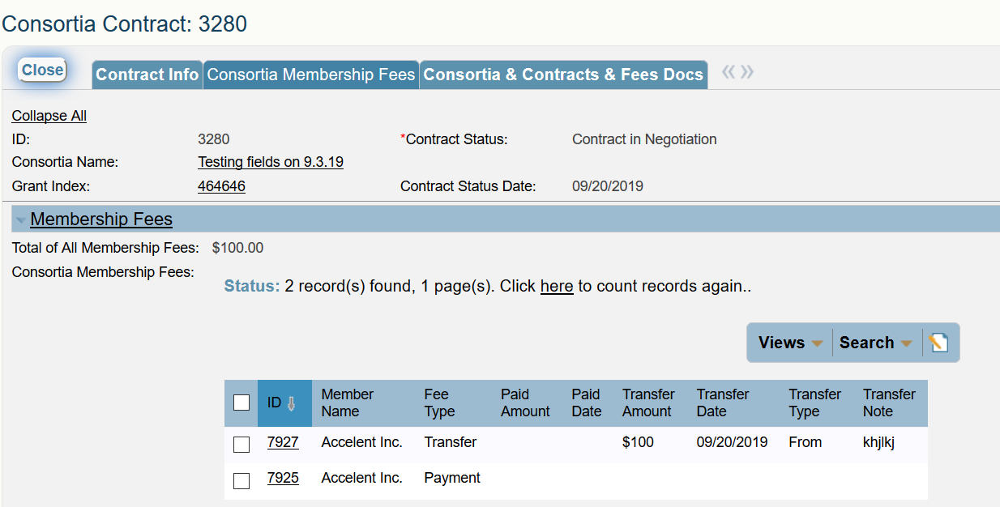 Consortia Contract: 3280
Close Contract Info Consortia Membership Fees Consortia & Contracts & Fees Docs
Collapse All
ID: 3280 *Contract Status: Contract in Negotiation
Consortia Name: Testing fields on 9.3.19
Grant Index: 464646 Contract Status Date: 09/20/2019
Membership Fees
Total of All Membership Fees: $100.00
Consortia Membership Fees:
Status: 2 record(s) found, 1 page(s). Click here to count records again..
Views Search
ID Member Name Fee Type Paid Amount Paid Date Transfer Amount Transfer Date Transfer Type Transfer Note
7927 Accelent Inc. Transfer $100 09/20/2019 From khjlkj
7925 Accelent Inc. Payment